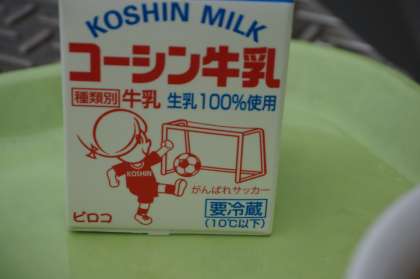 KOSHIN MILK
コーシン牛乳
種類別 牛乳 生乳100%使用
KOSHIN
がんばれサッカー
ピロコ
要冷蔵
(10℃以下)